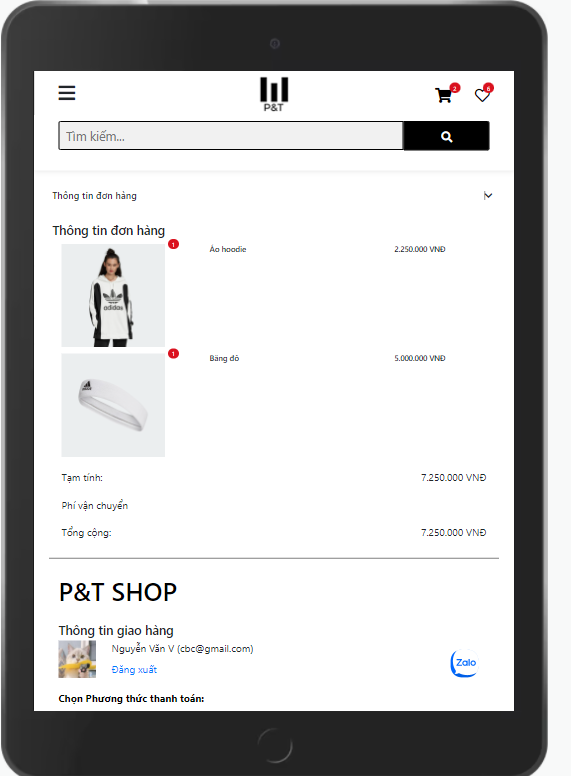 P&T
2
6
Tìm kiếm...
Thông tin đơn hàng
Thông tin đơn hàng
1 Áo hoodie 2.250.000 VNĐ
adidas
1 Băng đô 5.000.000 VNĐ
Tạm tính: 7.250.000 VNĐ
Phí vận chuyển
Tổng cộng: 7.250.000 VNĐ
P&T SHOP
Thông tin giao hàng
Nguyễn Văn V (cbc@gmail.com)
Đăng xuất
Zalo
Chọn Phương thức thanh toán: